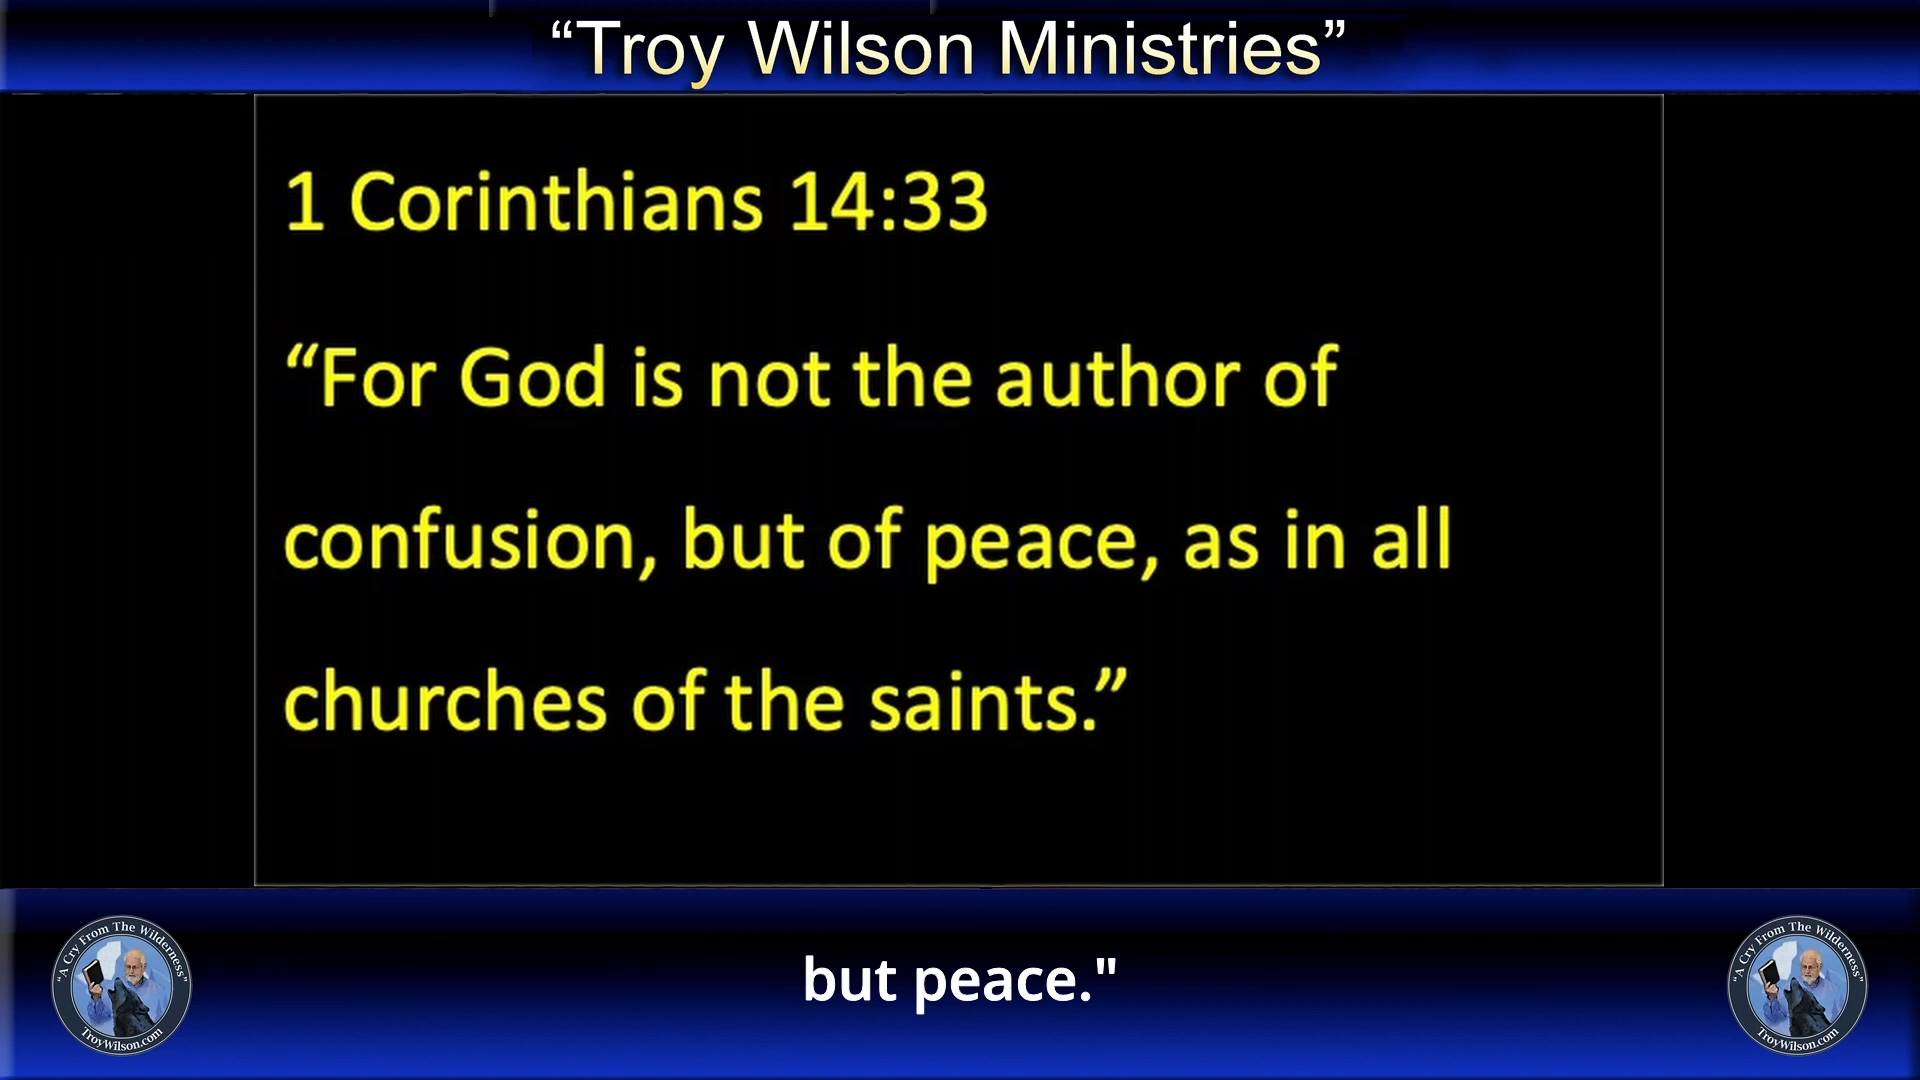 “Troy Wilson Ministries”
1 Corinthians 14:33
“For God is not the author of
confusion, but of peace, as in all
churches of the saints.”
"A Cry From The Wilderness"
TroyWilson.com
but peace."
"A Cry From The Wilderness"
TroyWilson.com